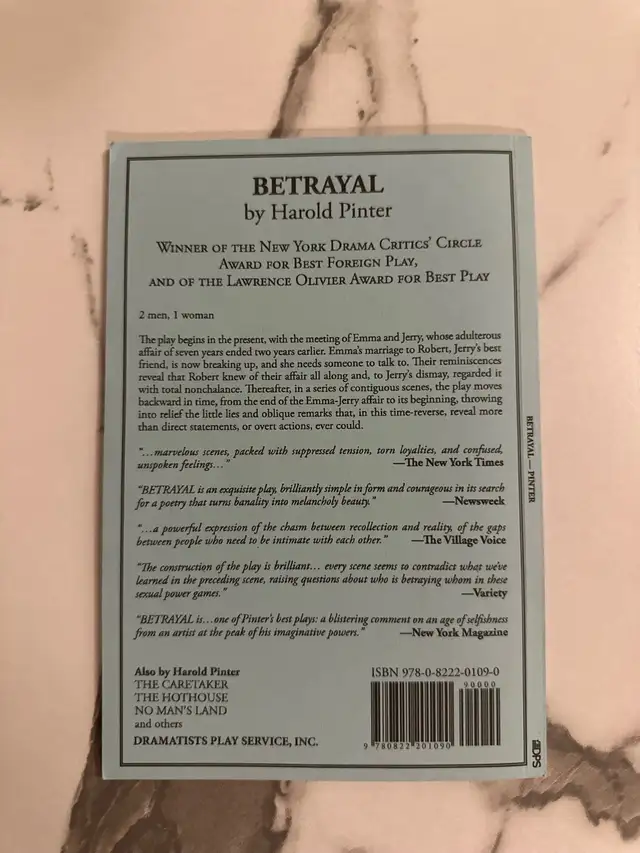 BETRAYAL
by Harold Pinter
WINNER OF THE NEW YORK DRAMA CRITICS' CIRCLE
AWARD FOR BEST FOREIGN PLAY,
AND OF THE LAWRENCE OLIVIER AWARD FOR BEST PLAY
2 men, 1 woman
The play begins in the present, with the meeting of Emma and Jerry, whose adulterous
affair of seven years ended two years earlier. Emma's marriage to Robert, Jerry's best
friend, is now breaking up, and she needs someone to talk to. Their reminiscences
reveal that Robert knew of their affair all along and, to Jerry's dismay, regarded it
with total nonchalance. Thereafter, in a series of contiguous scenes, the play moves
backward in time, from the end of the Emma-Jerry affair to its beginning, throwing
into relief the little lies and oblique remarks that, in this time-reverse, reveal more
than direct statements, or overt actions, ever could.
"...marvelous scenes, packed with suppressed tension, torn loyalties, and confused,
unspoken feelings..." —The New York Times
"BETRAYAL is an exquisite play, brilliantly simple in form and courageous in its search
for a poetry that turns banality into melancholy beauty." —Newsweek
"...a powerful expression of the chasm between recollection and reality, of the gaps
between people who need to be intimate with each other." —The Village Voice
"The construction of the play is brilliant... every scene seems to contradict what we've
learned in the preceding scene, raising questions about who is betraying whom in these
sexual power games." —Variety
"BETRAYAL is...one of Pinter's best plays: a blistering comment on an age of selfishness
from an artist at the peak of his imaginative powers." —New York Magazine
Also by Harold Pinter
THE CARETAKER
THE HOTHOUSE
NO MAN'S LAND
and others
DRAMATISTS PLAY SERVICE, INC.
ISBN 978-0-8222-0109-0
90000
9 780822 201090
BETRAYAL — PINTER
DPS